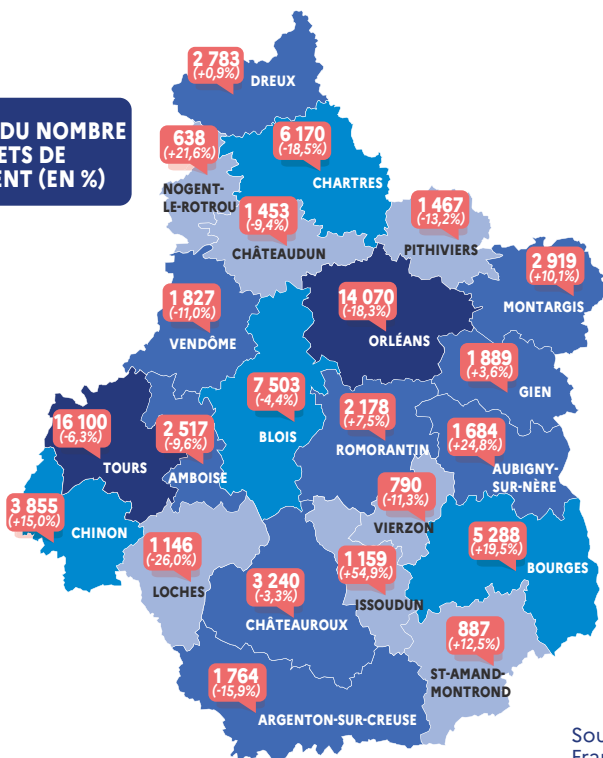 2 783
(+0,9%)
DREUX
DU NOMBRE
ETS DE
ENT (EN %)
638
(+21,6%)
NOGENT-
LE-ROTROU
6 170
(-18,5%)
CHARTRES
1 453
(-9,4%)
CHÂTEAUDUN
1 467
(-13,2%)
PITHIVIERS
2 919
(+10,1%)
MONTARGIS
1 827
(-11,0%)
VENDÔME
14 070
(-18,3%)
ORLÉANS
1 889
(+3,6%)
GIEN
7 503
(-4,4%)
BLOIS
2 178
(+7,5%)
ROMORANTIN
16 100
(-6,3%)
TOURS
2 517
(-9,6%)
AMBOISE
1 684
(+24,8%)
AUBIGNY-
SUR-NÈRE
790
(-11,3%)
VIERZON
3 855
(+15,0%)
CHINON
5 288
(+19,5%)
BOURGES
1 146
(-26,0%)
LOCHES
3 240
(-3,3%)
CHÂTEAUROUX
1 159
(+54,9%)
ISSOUDUN
887
(+12,5%)
ST-AMAND-
MONTROND
1 764
(-15,9%)
ARGENTON-SUR-CREUSE
Sou
Fran